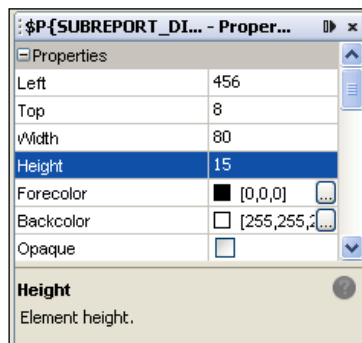 $P{SUBREPORT_DI... - Proper...
Properties
Left 456
Top 8
Width 80
Height 15
Forecolor [0,0,0] ...
Backcolor [255,255,2 ...
Opaque
Height
Element height.